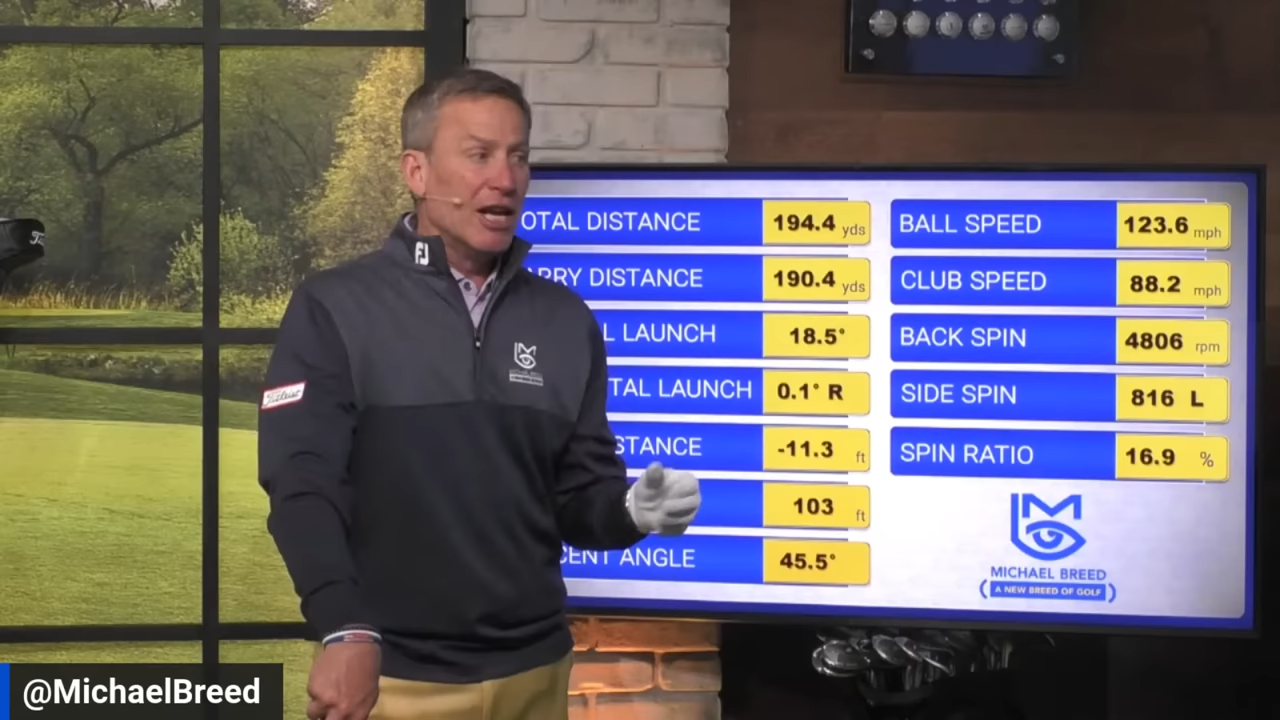 OTAL DISTANCE 194.4 yds
ARRY DISTANCE 190.4 yds
L LAUNCH 18.5°
TAL LAUNCH 0.1° R
STANCE -11.3 ft
103 ft
CENT ANGLE 45.5°
BALL SPEED 123.6 mph
CLUB SPEED 88.2 mph
BACK SPIN 4806 rpm
SIDE SPIN 816 L
SPIN RATIO 16.9 %
MICHAEL BREED
A NEW BREED OF GOLF
FJ
Titleist
@MichaelBreed